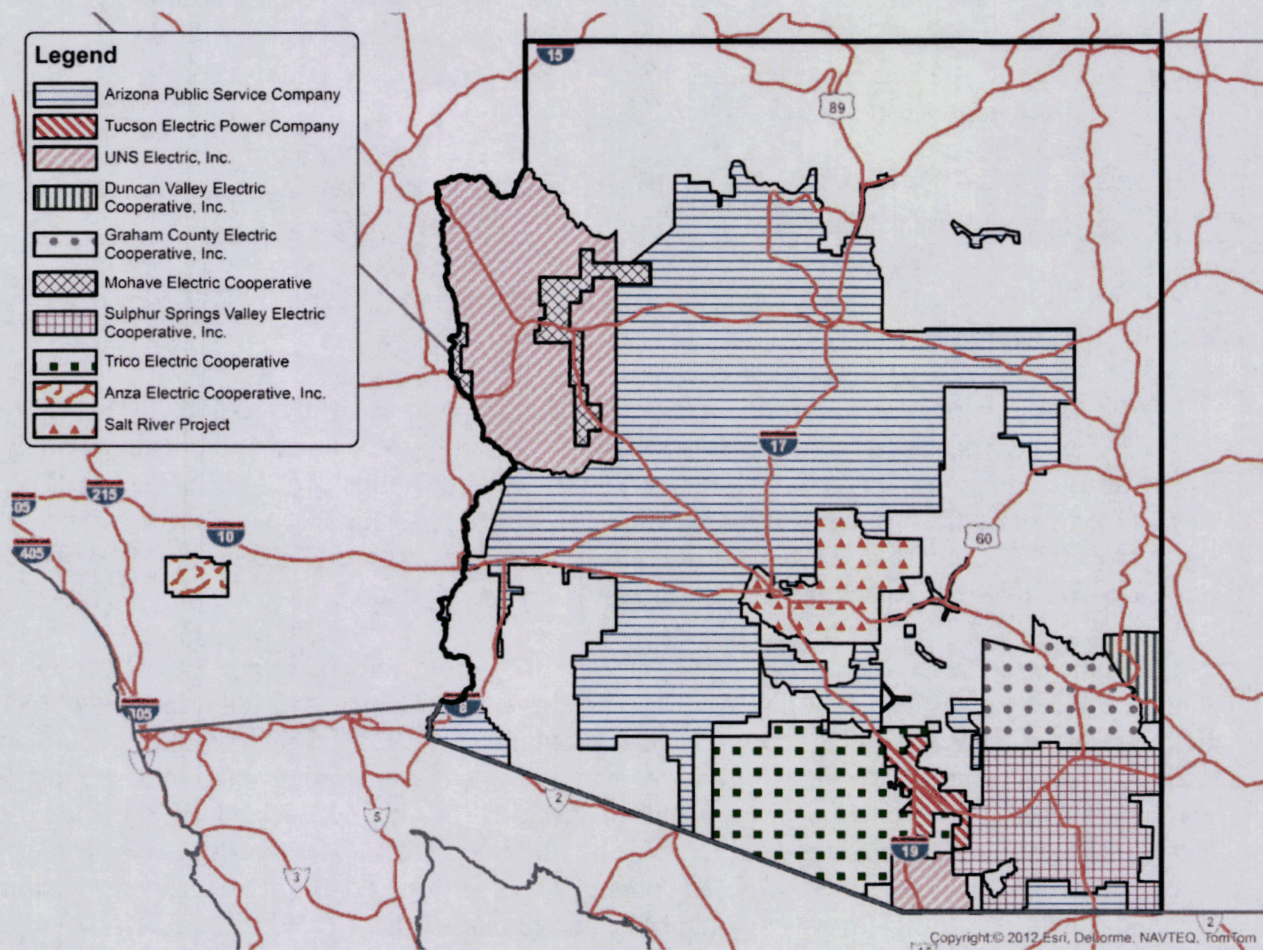 Legend
Arizona Public Service Company
Tucson Electric Power Company
UNS Electric, Inc.
Duncan Valley Electric
Cooperative, Inc.
Graham County Electric
Cooperative, Inc.
Mohave Electric Cooperative
Sulphur Springs Valley Electric
Cooperative, Inc.
Trico Electric Cooperative
Anza Electric Cooperative, Inc.
Salt River Project
15
89
17
60
05
215
405
10
8
2
5
3
19
2
Copyright:© 2012 Esri, DeLorme, NAVTEQ, TomTom